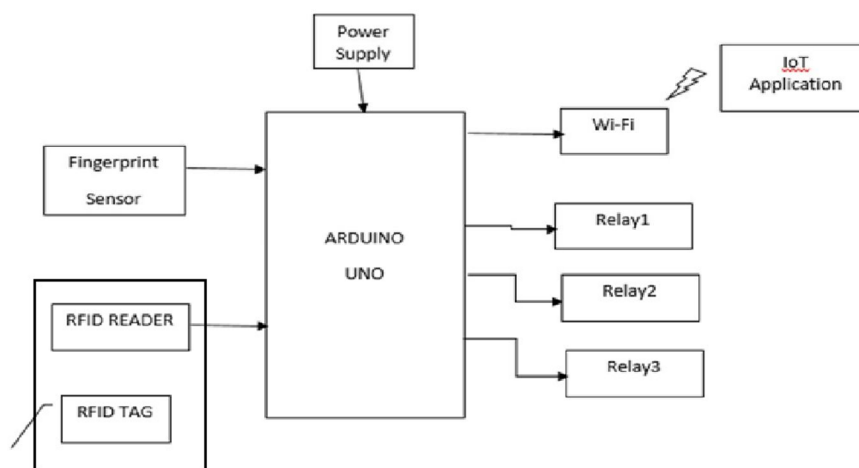 Power
Supply
IoT
Application
Wi-Fi
Fingerprint
Sensor
ARDUINO
UNO
Relay1
Relay2
Relay3
RFID READER
RFID TAG